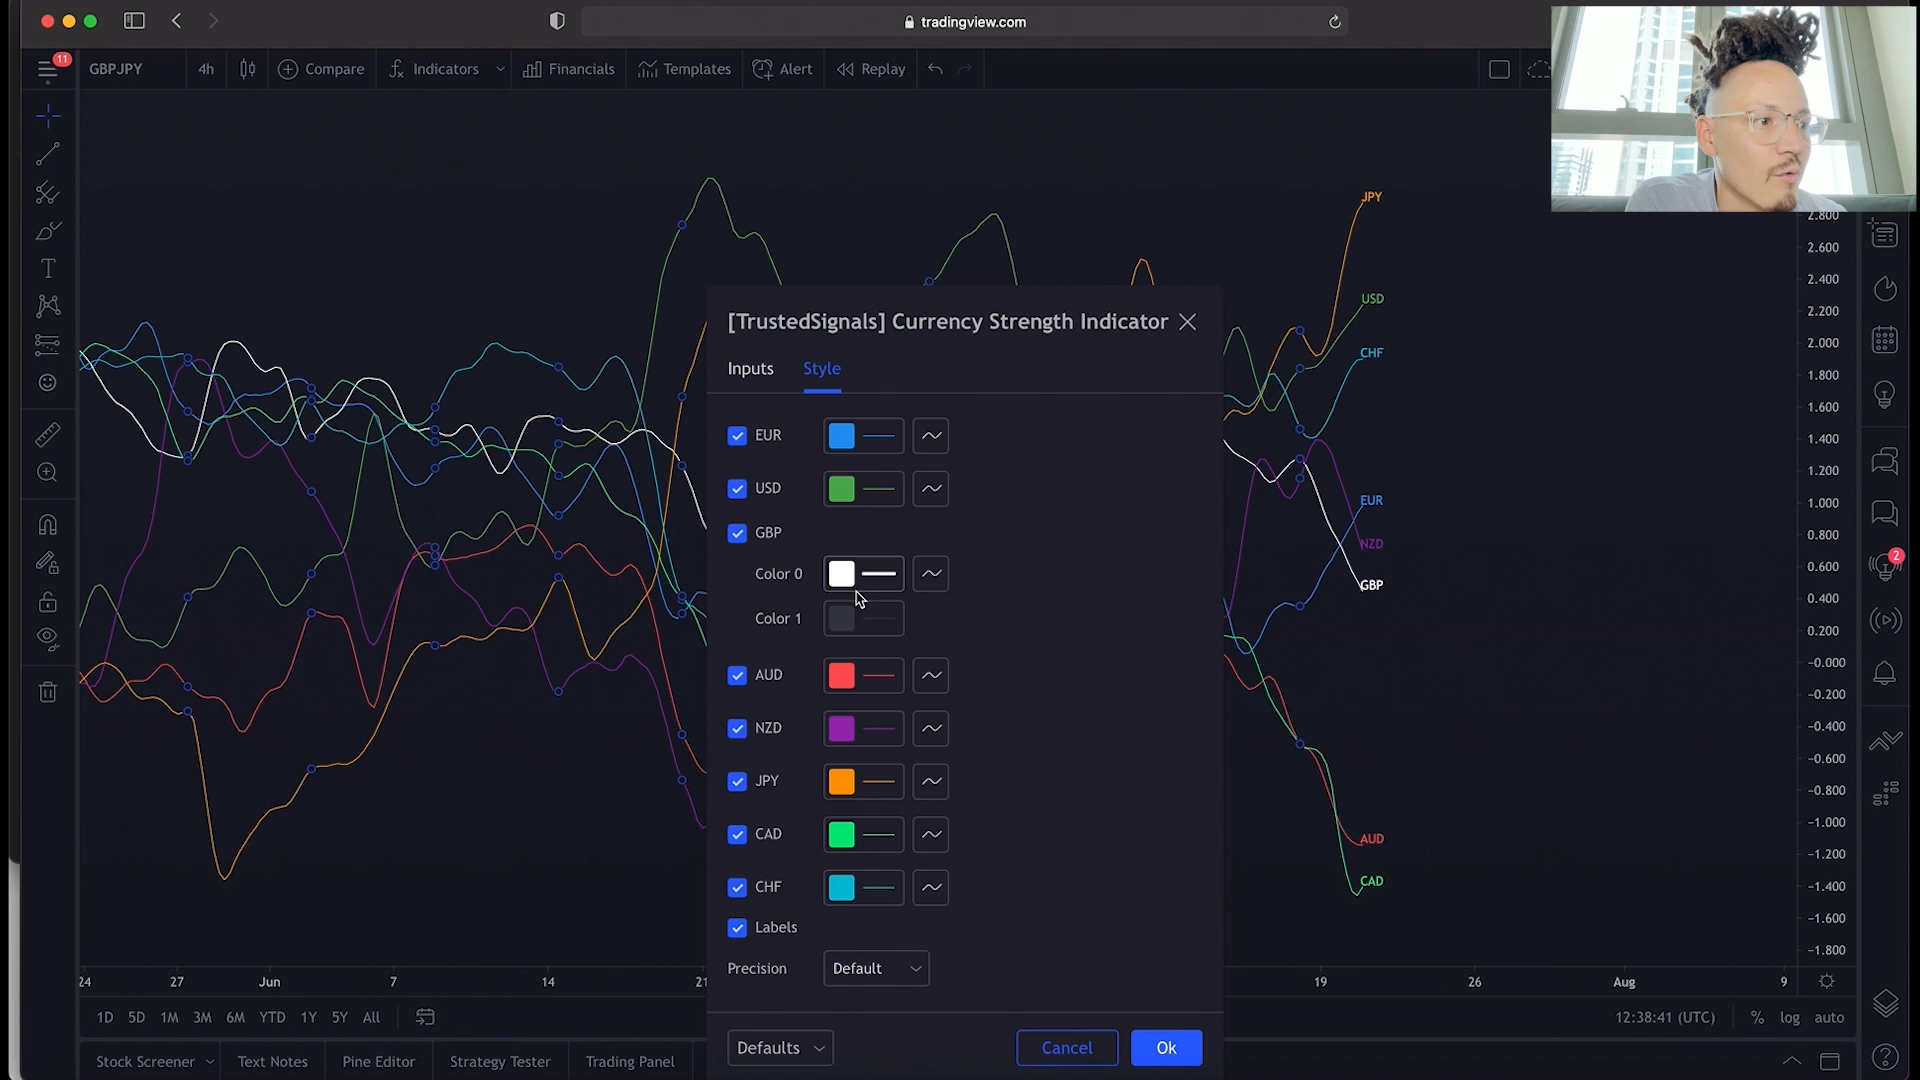 tradingview.com
11
GBPJPY
4h
Compare
Indicators
Financials
Templates
Alert
Replay
JPY
2.800
2.600
2.400
USD
2.200
2.000
CHF
1.800
1.600
1.400
1.200
EUR
1.000
0.800
NZD
0.600
GBP
0.400
0.200
-0.000
-0.200
-0.400
-0.600
-0.800
-1.000
AUD
-1.200
CAD
-1.400
-1.600
-1.800
2
[TrustedSignals] Currency Strength Indicator
Inputs
Style
EUR
USD
GBP
Color 0
Color 1
AUD
NZD
JPY
CAD
CHF
Labels
Precision
Default
Defaults
Cancel
Ok
24
27
Jun
7
14
21
19
26
Aug
9
1D
5D
1M
3M
6M
YTD
1Y
5Y
All
12:38:41 (UTC)
%
log
auto
Stock Screener
Text Notes
Pine Editor
Strategy Tester
Trading Panel